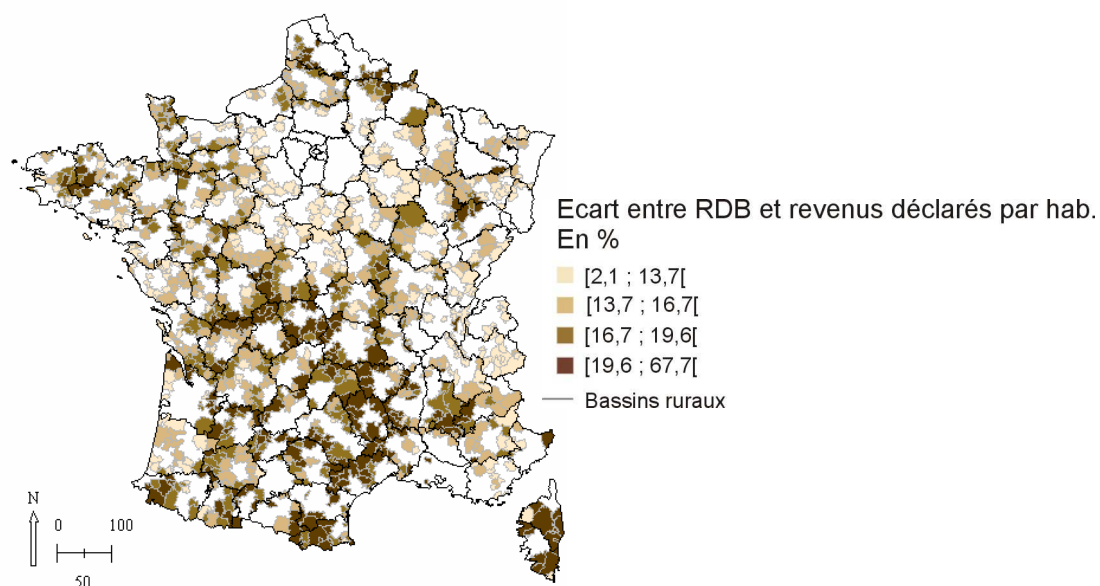 Ecart entre RDB et revenus déclarés par hab.
En %
[2,1 ; 13,7[
[13,7 ; 16,7[
[16,7 ; 19,6[
[19,6 ; 67,7[
Bassins ruraux
N
0 100
50